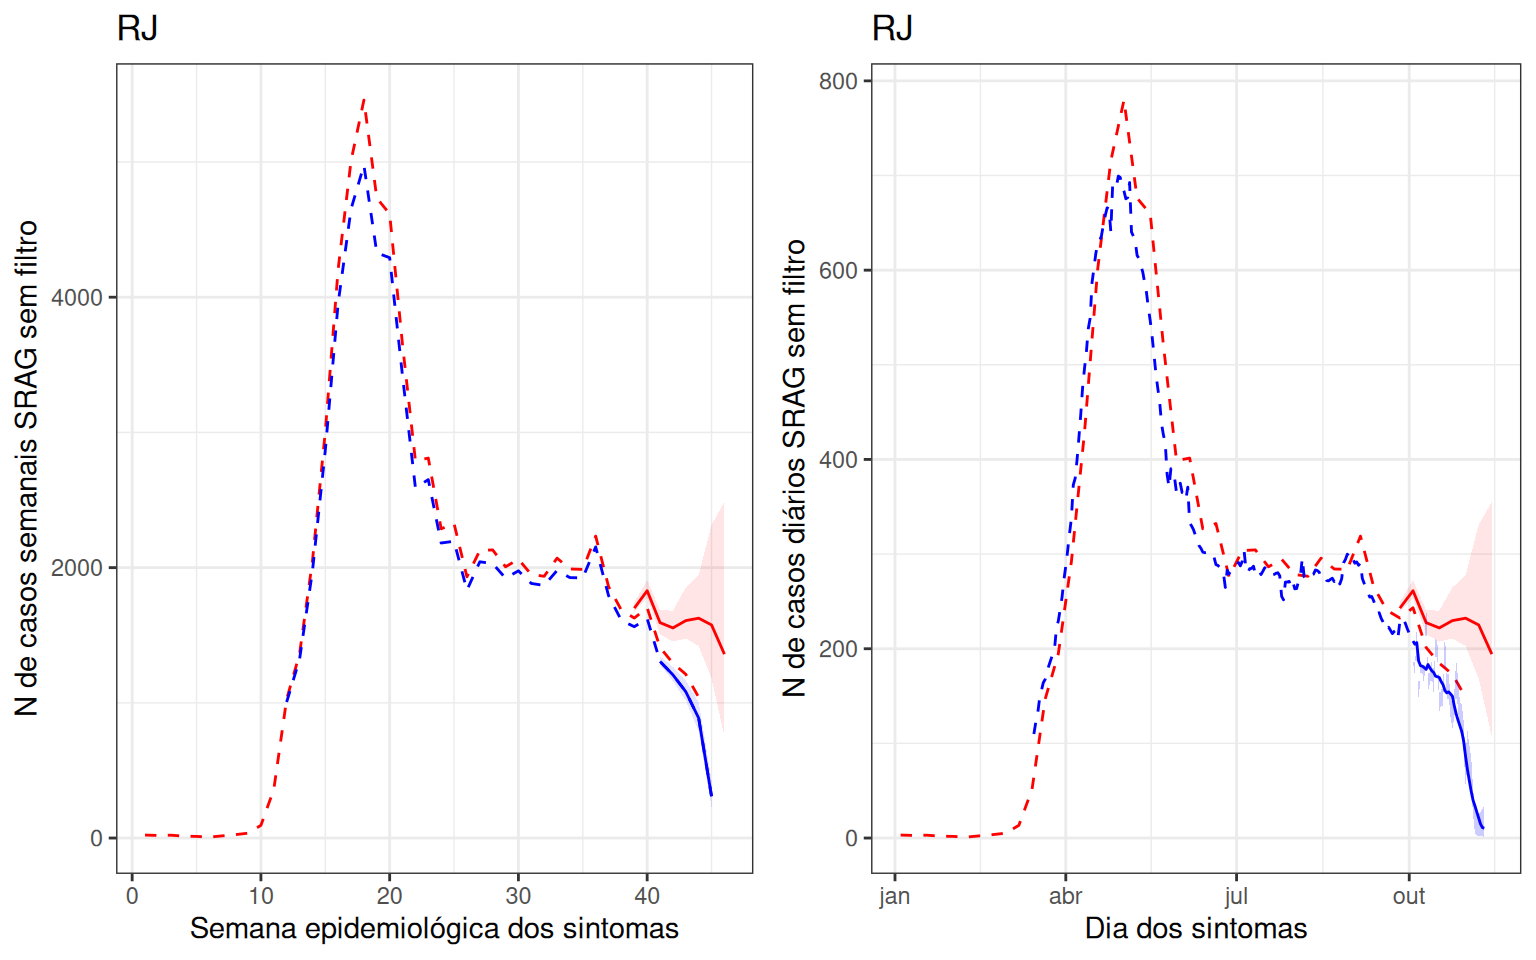 RJ
N de casos semanais SRAG sem filtro
4000
2000
0
0 10 20 30 40
Semana epidemiológica dos sintomas
RJ
N de casos diários SRAG sem filtro
800
600
400
200
0
jan abr jul out
Dia dos sintomas